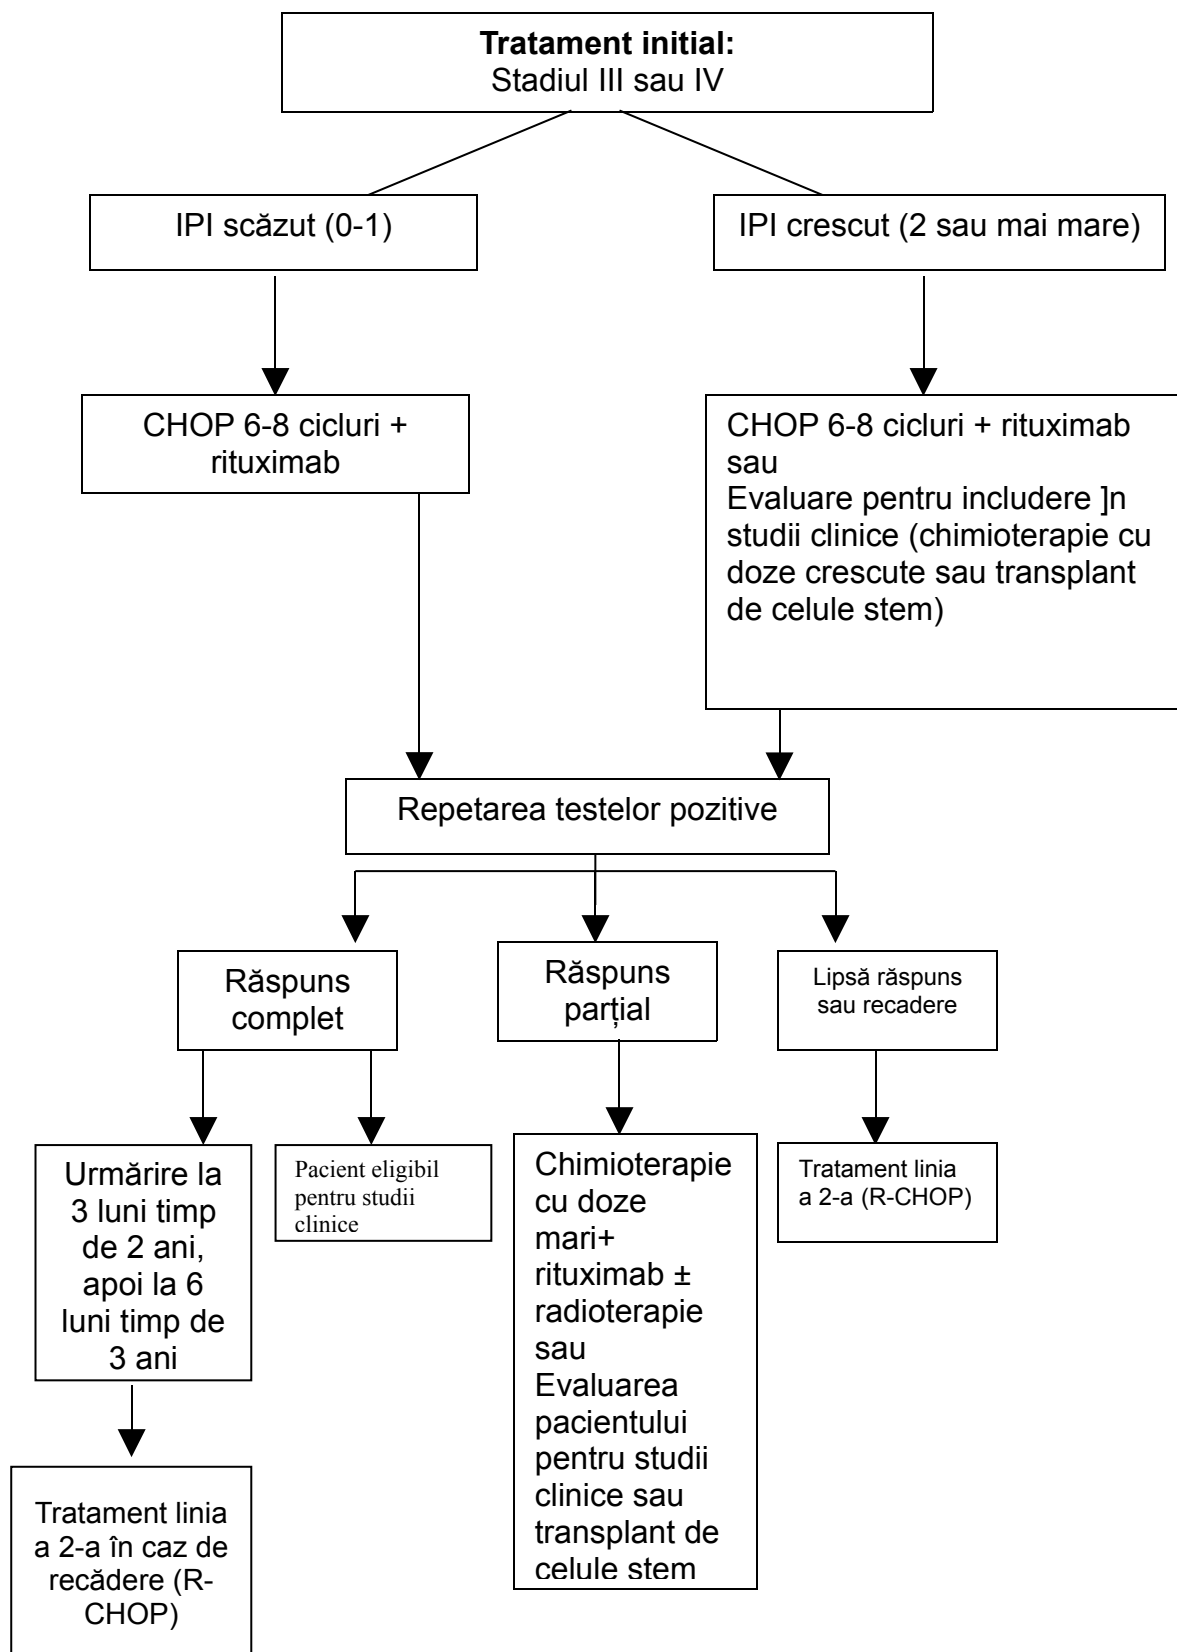 Tratament initial:
Stadiul III sau IV
IPI scăzut (0-1)
IPI crescut (2 sau mai mare)
CHOP 6-8 cicluri +
rituximab
CHOP 6-8 cicluri + rituximab
sau
Evaluare pentru includere ]n
studii clinice (chimioterapie cu
doze crescute sau transplant
de celule stem)
Repetarea testelor pozitive
Răspuns
complet
Răspuns
parțial
Lipsă răspuns
sau recadere
Urmărire la
3 luni timp
de 2 ani,
apoi la 6
luni timp de
3 ani
Pacient eligibil
pentru studii
clinice
Chimioterapie
cu doze
mari+
rituximab ±
radioterapie
sau
Evaluarea
pacientului
pentru studii
clinice sau
transplant de
celule stem
Tratament linia
a 2-a (R-CHOP)
Tratament linia
a 2-a în caz de
recădere (R-
CHOP)